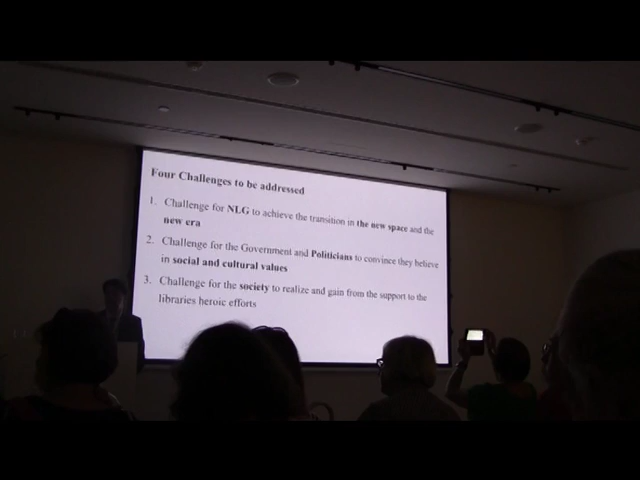 Four Challenges to be addressed
1. Challenge for NLG to achieve the transition in the new space and the
new era
2. Challenge for the Government and Politicians to convince they believe
in social and cultural values
3. Challenge for the society to realize and gain from the support to the
libraries heroic efforts